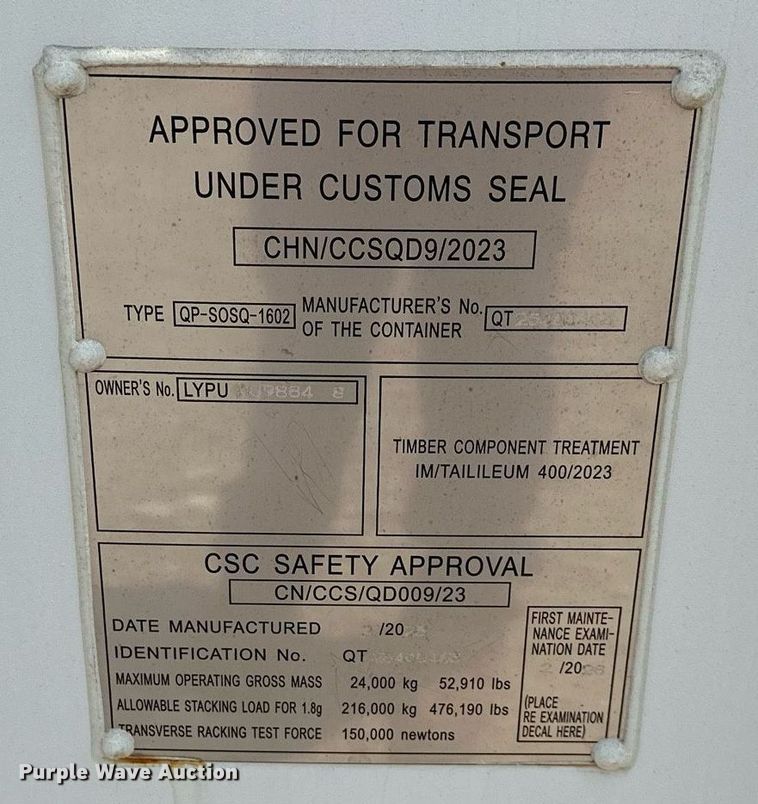 APPROVED FOR TRANSPORT
UNDER CUSTOMS SEAL
CHN/CCSQD9/2023
TYPE QP-SOSQ-1602 MANUFACTURER'S No. OF THE CONTAINER QT
OWNER'S No. LYPU
TIMBER COMPONENT TREATMENT
IM/TAILILEUM 400/2023
CSC SAFETY APPROVAL
CN/CCS/QD009/23
DATE MANUFACTURED /20
IDENTIFICATION No. QT
MAXIMUM OPERATING GROSS MASS 24,000 kg 52,910 lbs
ALLOWABLE STACKING LOAD FOR 1.8g 216,000 kg 476,190 lbs
TRANSVERSE RACKING TEST FORCE 150,000 newtons
FIRST MAINTE-
NANCE EXAMI-
NATION DATE
/20
(PLACE
RE EXAMINATION
DECAL HERE)
Purple Wave Auction